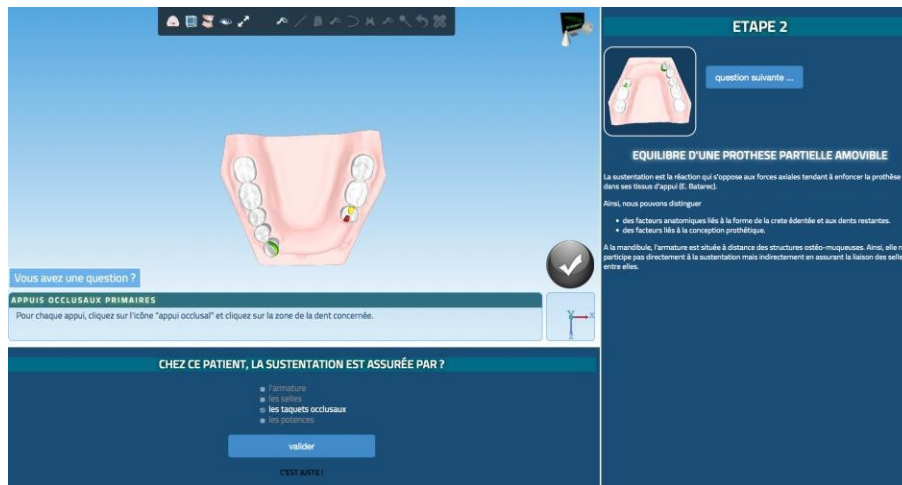 ETAPE 2
question suivante ...
EQUILIBRE D'UNE PROTHESE PARTIELLE AMOVIBLE
La sustentation est la réaction qui s'oppose aux forces axiales tendant à enfoncer la prothèse
dans ses tissus d'appui (E. Batarec).
Ainsi, nous pouvons distinguer
des facteurs anatomiques liés à la forme de la crete édentée et aux dents restantes.
des facteurs liés à la conception prothétique.
A la mandibule, l'armature est située à distance des structures ostéo-muqueuses. Ainsi, elle n
participe pas directement à la sustentation mais indirectement en assurant la liaison des selle
entre elles.
Vous avez une question ?
APPUIS OCCLUSAUX PRIMAIRES
Pour chaque appui, cliquez sur l'icône "appui occlusal" et cliquez sur la zone de la dent concernée.
Y
X
CHEZ CE PATIENT, LA SUSTENTATION EST ASSURÉE PAR ?
l'armature
les selles
les taquets occlusaux
les potences
valider
C'EST JUSTE !